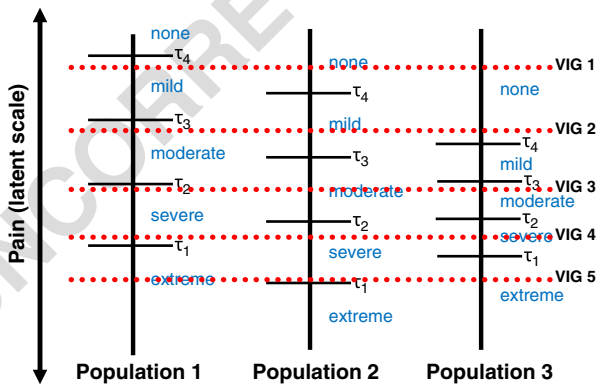 Pain (latent scale)
none
τ4
mild
τ3
moderate
τ2
severe
τ1
extreme
Population 1
none
τ4
mild
τ3
moderate
τ2
severe
τ1
extreme
Population 2
none
τ4
mild
τ3
moderate
τ2
severe
τ1
extreme
Population 3
VIG 1
VIG 2
VIG 3
VIG 4
VIG 5
NCORRE